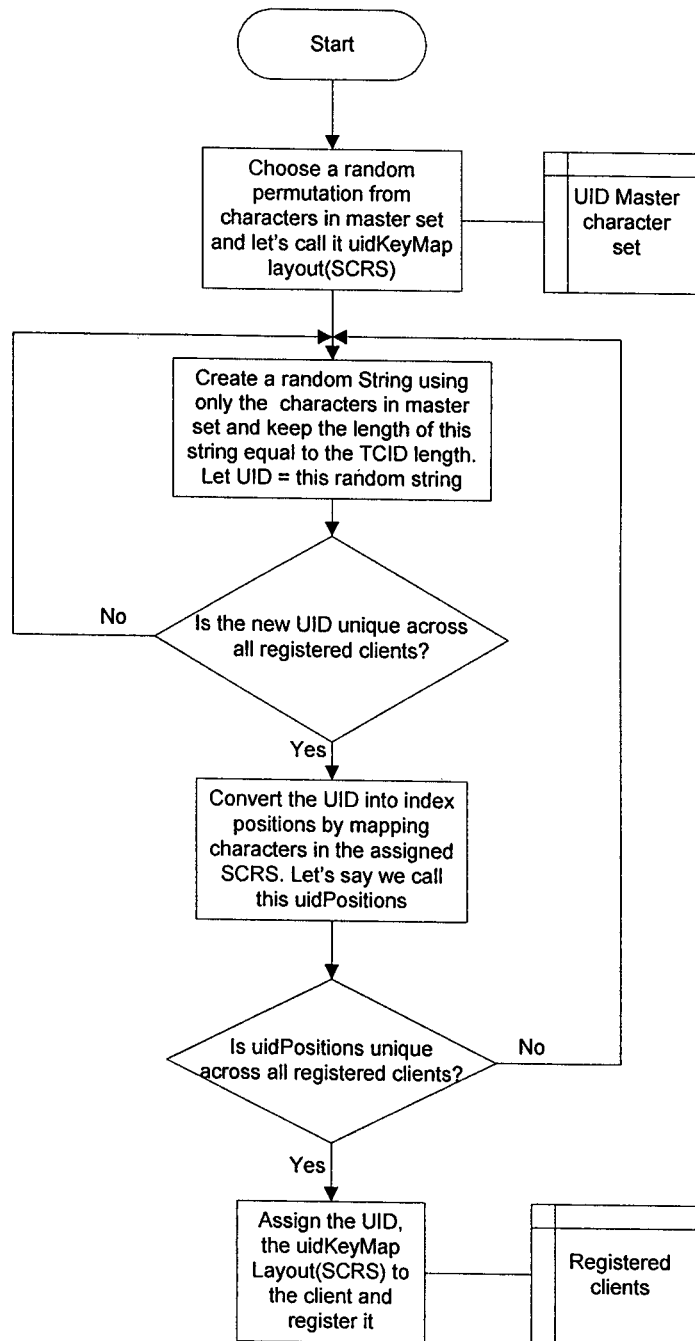 Start
Choose a random
permutation from
characters in master set
and let's call it uidKeyMap
layout(SCRS)
UID Master
character
set
Create a random String using
only the characters in master
set and keep the length of this
string equal to the TCID length.
Let UID = this random string
No
Is the new UID unique across
all registered clients?
Yes
Convert the UID into index
positions by mapping
characters in the assigned
SCRS. Let's say we call
this uidPositions
Is uidPositions unique
across all registered clients?
No
Yes
Assign the UID,
the uidKeyMap
Layout(SCRS) to
the client and
register it
Registered
clients